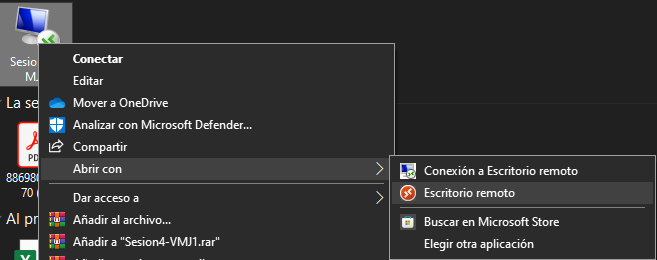 Sesion
M.
Conectar
Editar
Mover a OneDrive
Analizar con Microsoft Defender...
Compartir
Abrir con
Dar acceso a
Añadir al archivo...
Añadir a "Sesion4-VMJ1.rar"
Conexión a Escritorio remoto
Escritorio remoto
Buscar en Microsoft Store
Elegir otra aplicación
La se
PD
88698
70 (
Al pr